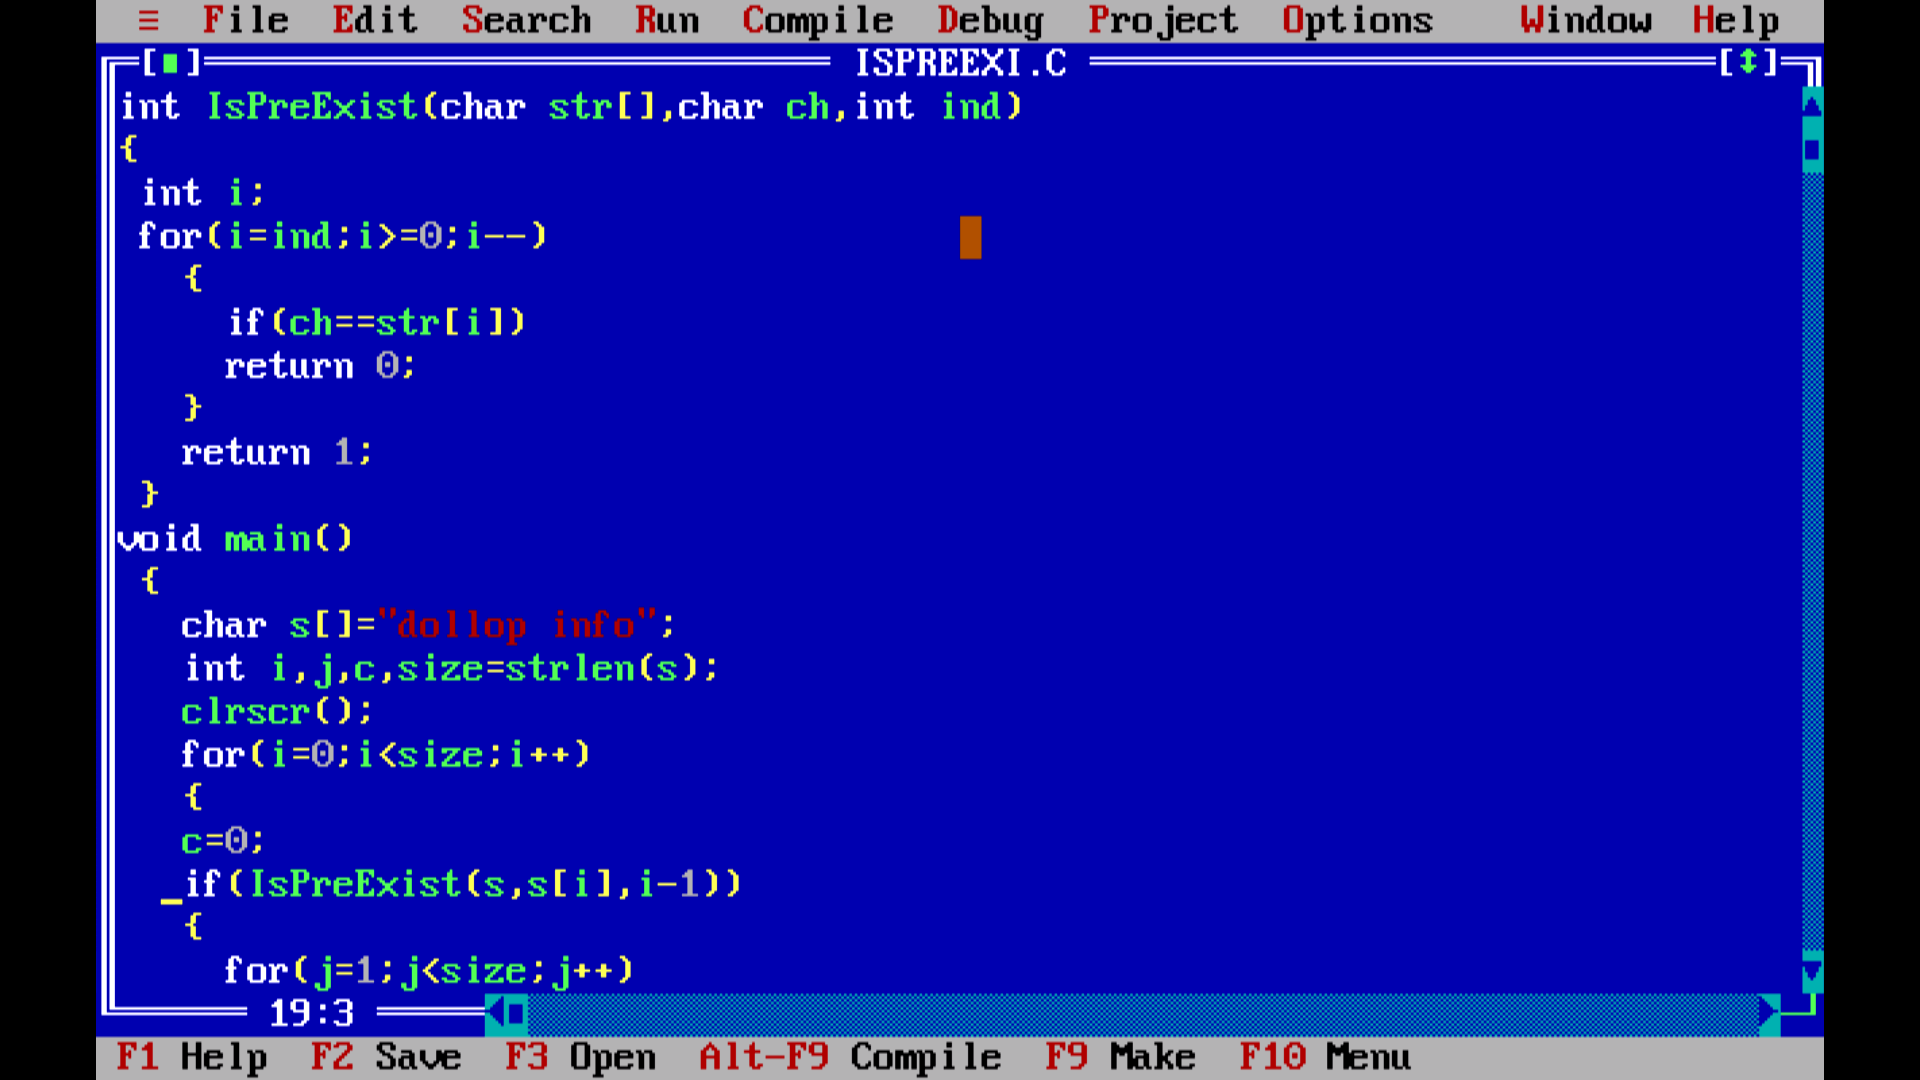 ≡ File Edit Search Run Compile Debug Project Options Window Help
[■] ISPREEXI.C [↕]
int IsPreExist(char str[],char ch,int ind)
{
int i;
for(i=ind;i>=0;i--)
{
if(ch==str[i])
return 0;
}
return 1;
}
void main()
{
char s[]="dollop info";
int i,j,c,size=strlen(s);
clrscr();
for(i=0;i<size;i++)
{
c=0;
if(IsPreExist(s,s[i],i-1))
{
for(j=1;j<size;j++)
19:3
F1 Help F2 Save F3 Open Alt-F9 Compile F9 Make F10 Menu